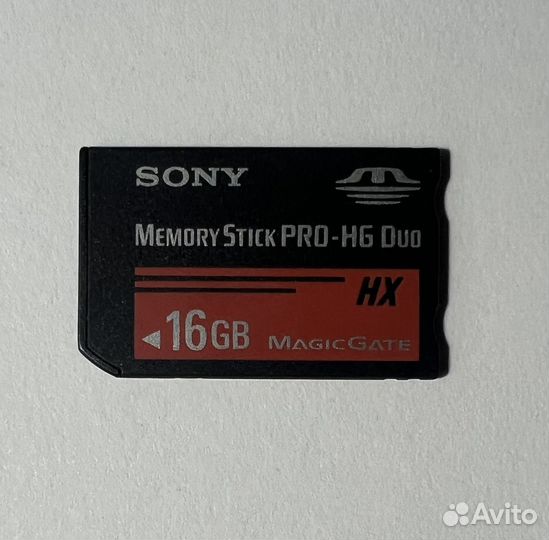 SONY
MEMORY STICK PRO-HG DUO
HX
16GB MAGICGATE
Avito